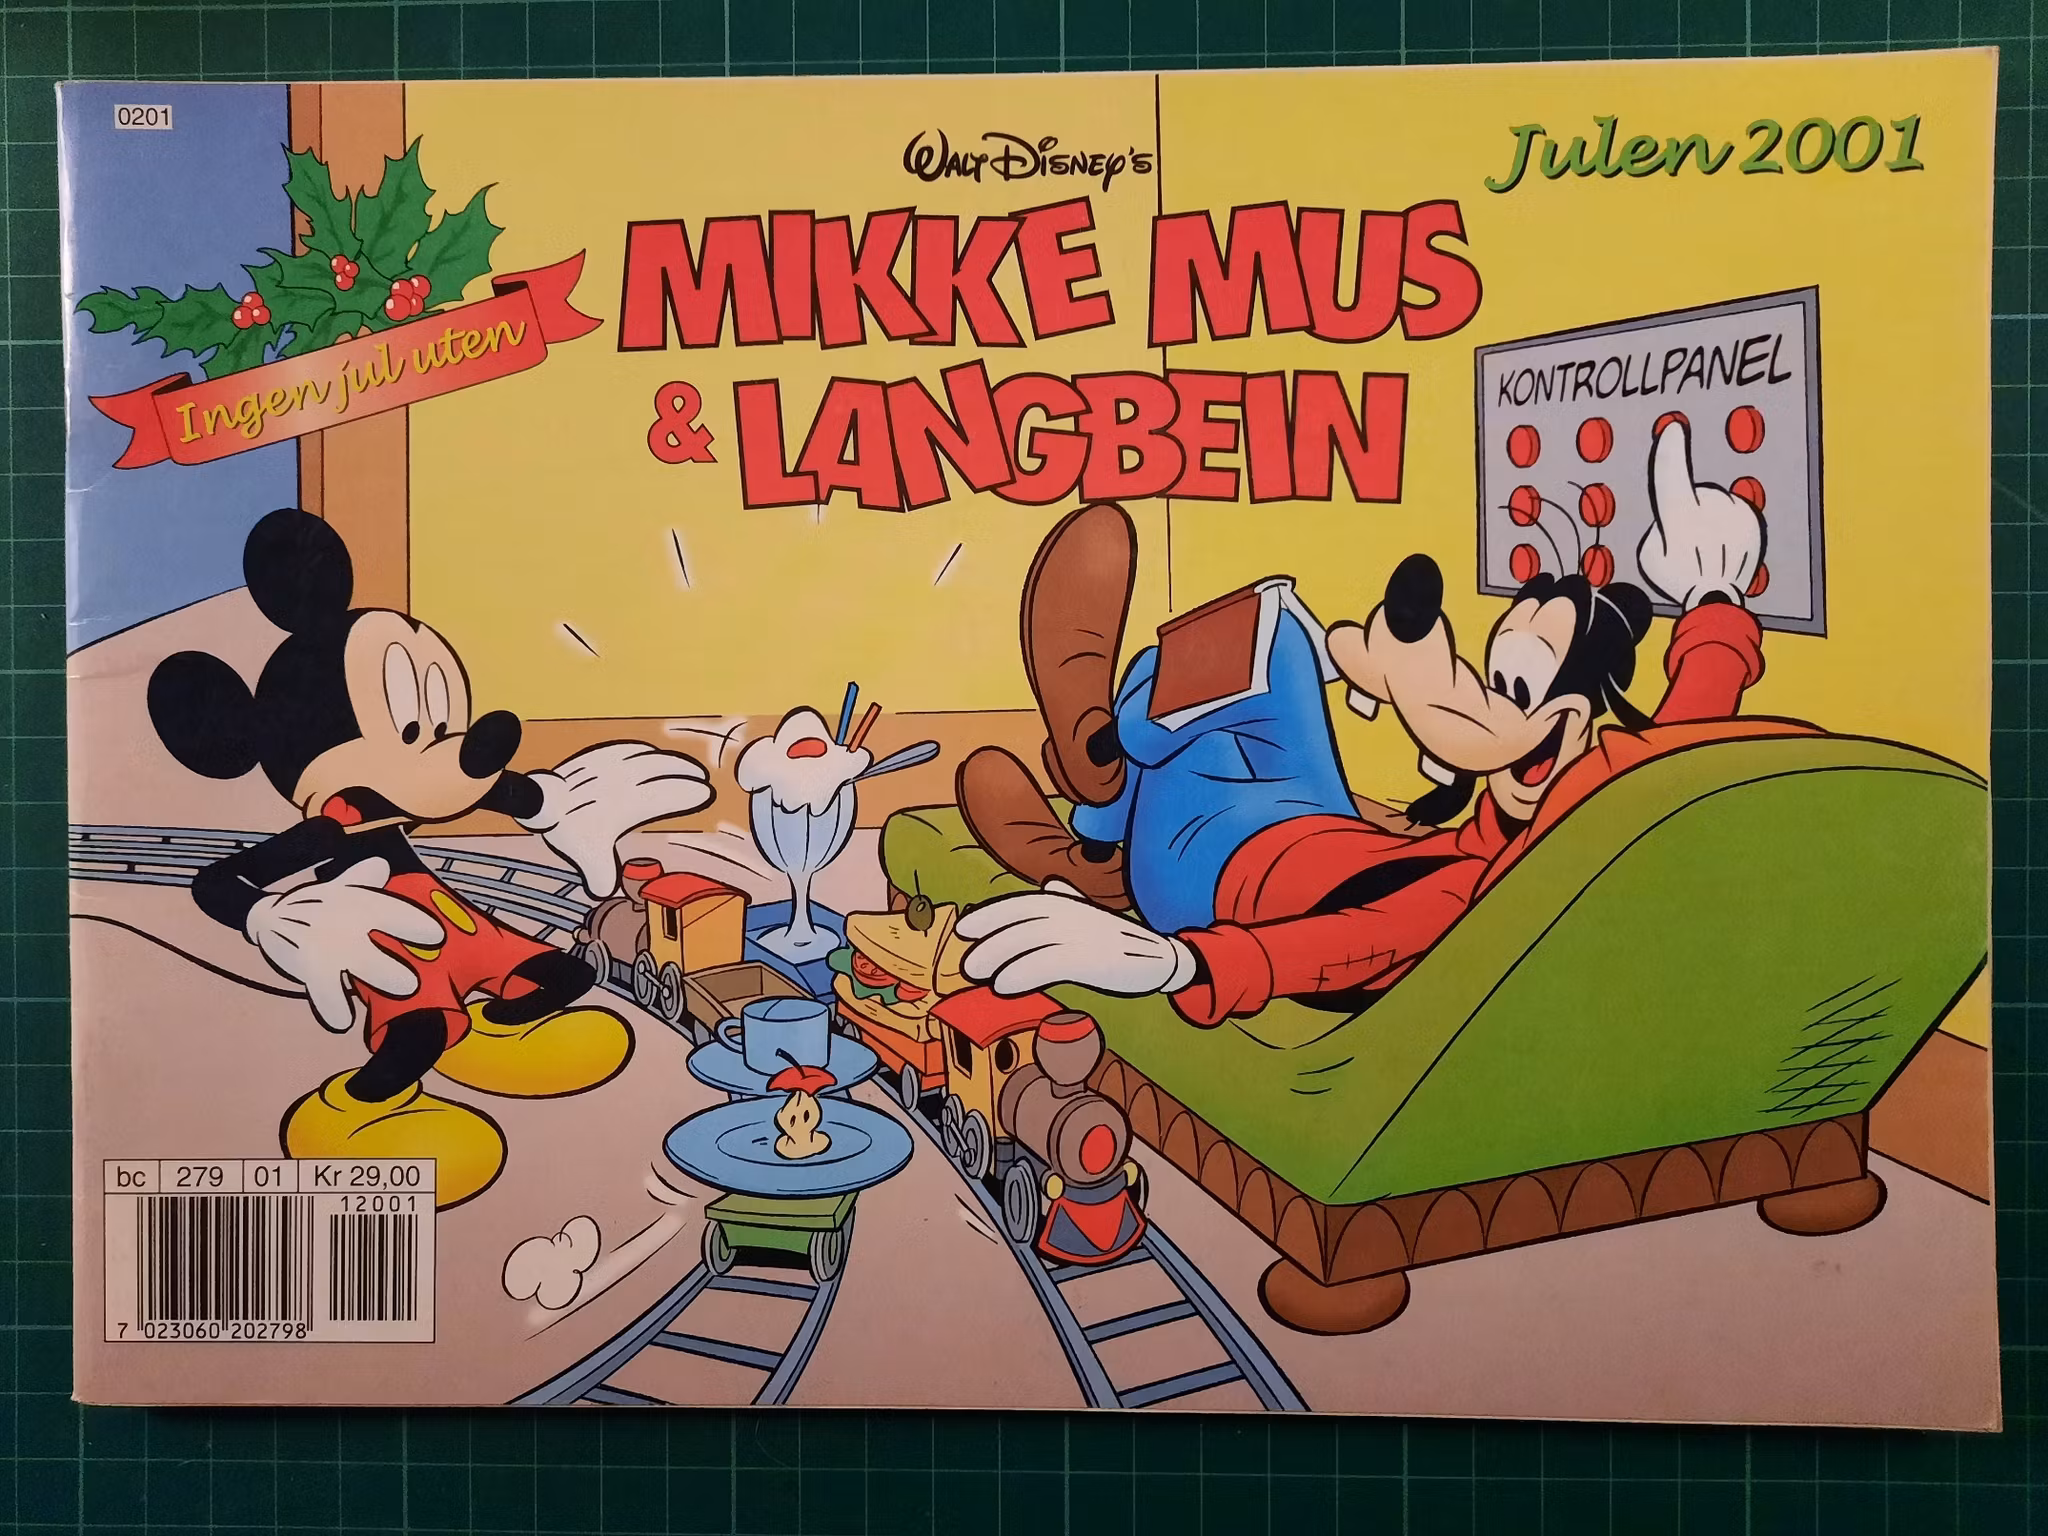 0201
Ingen jul uten
WALT DISNEY'S
Julen 2001
MIKKE MUS
& LANGBEIN
KONTROLLPANEL
bc 279 01 Kr 29,00
12001
7 023060 202798